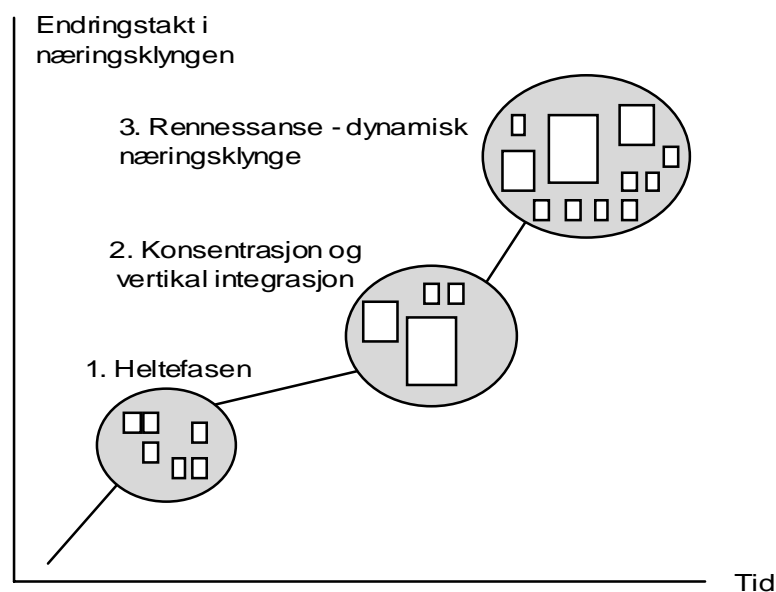 Endringstakt i
næringsklyngen
3. Rennessanse - dynamisk
næringsklynge
2. Konsentrasjon og
vertikal integrasjon
1. Heltefasen
Tid